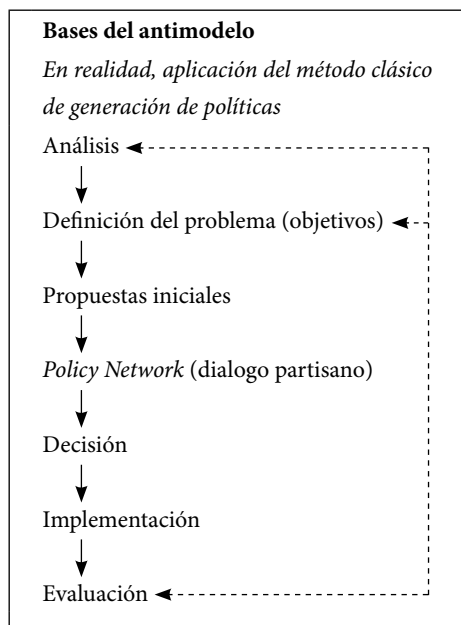 Bases del antimodelo
En realidad, aplicación del método clásico
de generación de políticas
Análisis
Definición del problema (objetivos)
Propuestas iniciales
Policy Network (dialogo partisano)
Decisión
Implementación
Evaluación